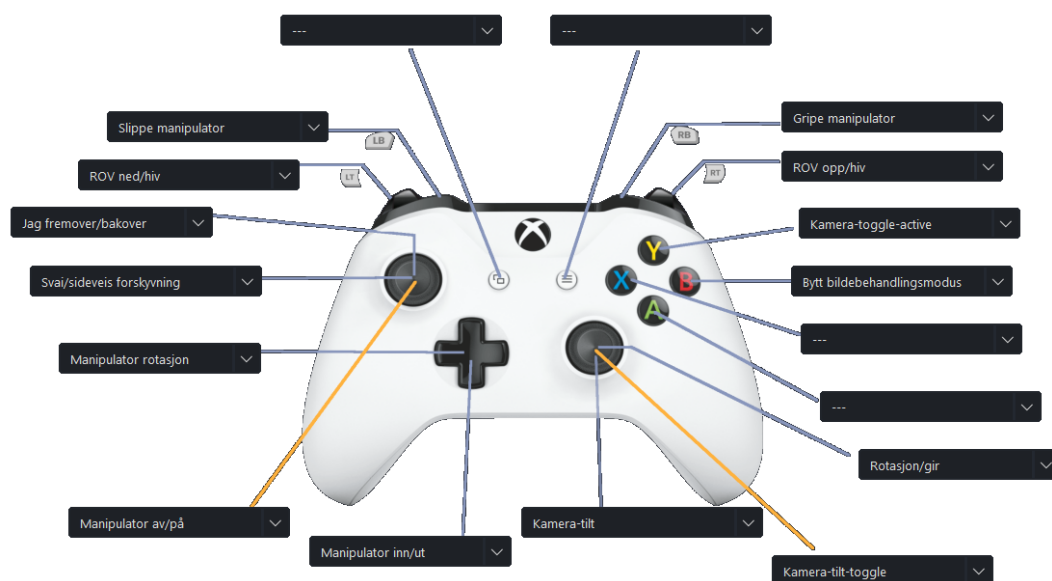 ---
---
Slippe manipulator
LB
RB
Gripe manipulator
ROV ned/hiv
LT
RT
ROV opp/hiv
Jag fremover/bakover
Kamera-toggle-active
Y
Svai/sideveis forskyvning
X
B
Bytt bildebehandlingsmodus
A
---
Manipulator rotasjon
---
Rotasjon/gir
Manipulator av/på
Kamera-tilt
Manipulator inn/ut
Kamera-tilt-toggle